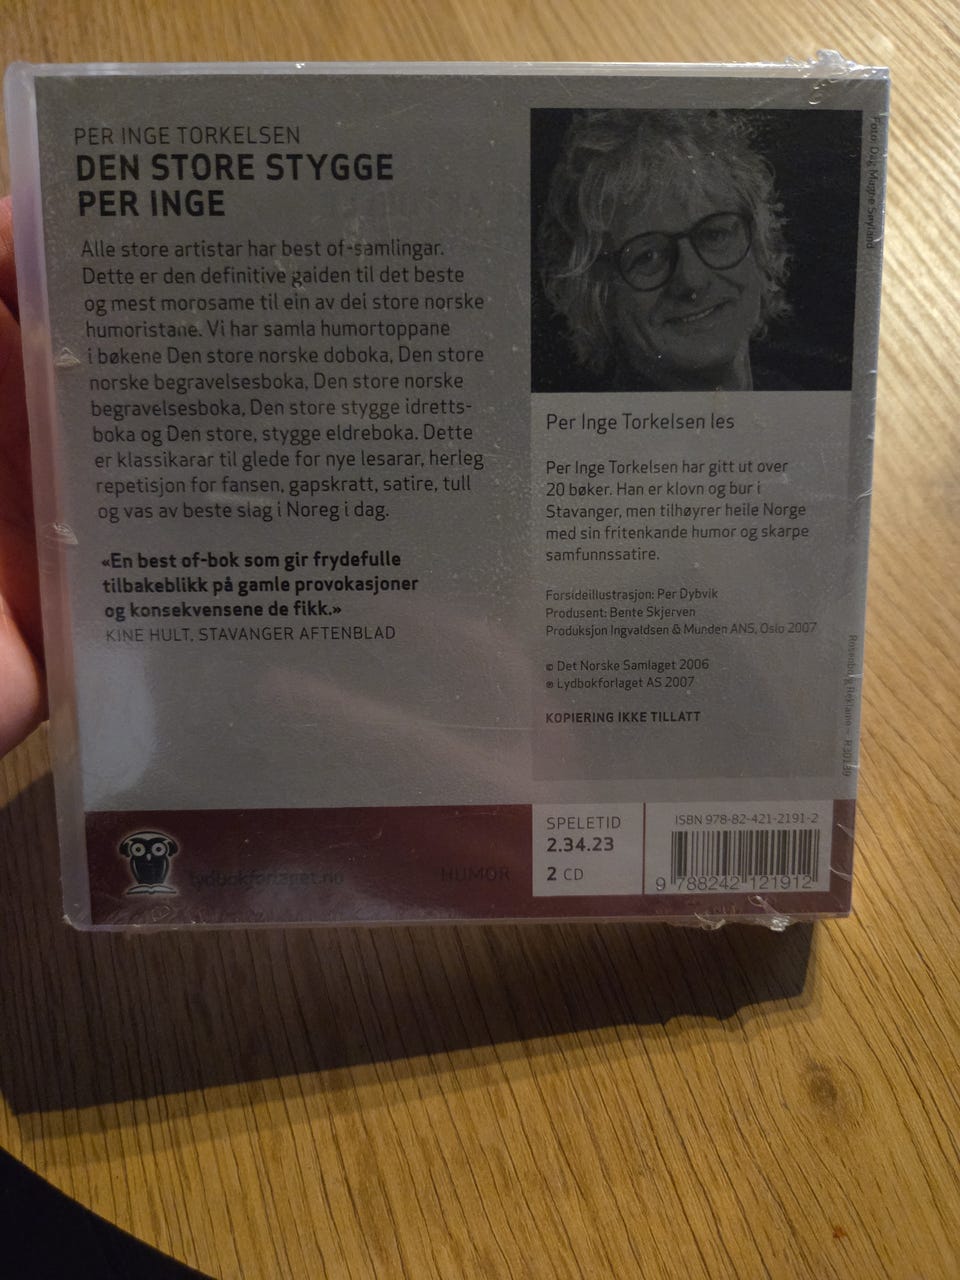 PER INGE TORKELSEN
DEN STORE STYGGE
PER INGE
Alle store artistar har best of-samlingar.
Dette er den definitive gaiden til det beste
og mest morosame til ein av dei store norske
humoristane. Vi har samla humortoppane
i bøkene Den store norske doboka, Den store
norske begravelsesboka, Den store norske
begravelsesboka, Den store stygge idretts-
boka og Den store, stygge eldreboka. Dette
er klassikarar til glede for nye lesarar, herleg
repetisjon for fansen, gapskratt, satire, tull
og vas av beste slag i Noreg i dag.
«En best of-bok som gir frydefulle
tilbakeblikk på gamle provokasjoner
og konsekvensene de fikk.»
KINE HULT, STAVANGER AFTENBLAD
Foto: Dag Magne Søyland
Per Inge Torkelsen les
Per Inge Torkelsen har gitt ut over
20 bøker. Han er klovn og bur i
Stavanger, men tilhøyrer heile Norge
med sin fritenkande humor og skarpe
samfunnssatire.
Forsideillustrasjon: Per Dybvik
Produsent: Bente Skjerven
Produksjon Ingvaldsen & Munden ANS, Oslo 2007
© Det Norske Samlaget 2006
℗ Lydbokforlaget AS 2007
KOPIERING IKKE TILLATT
Rosenborg Reklame – R30139
lydbokforlaget.no
HUMOR
SPELETID
2.34.23
2 CD
ISBN 978-82-421-2191-2
9 788242 121912